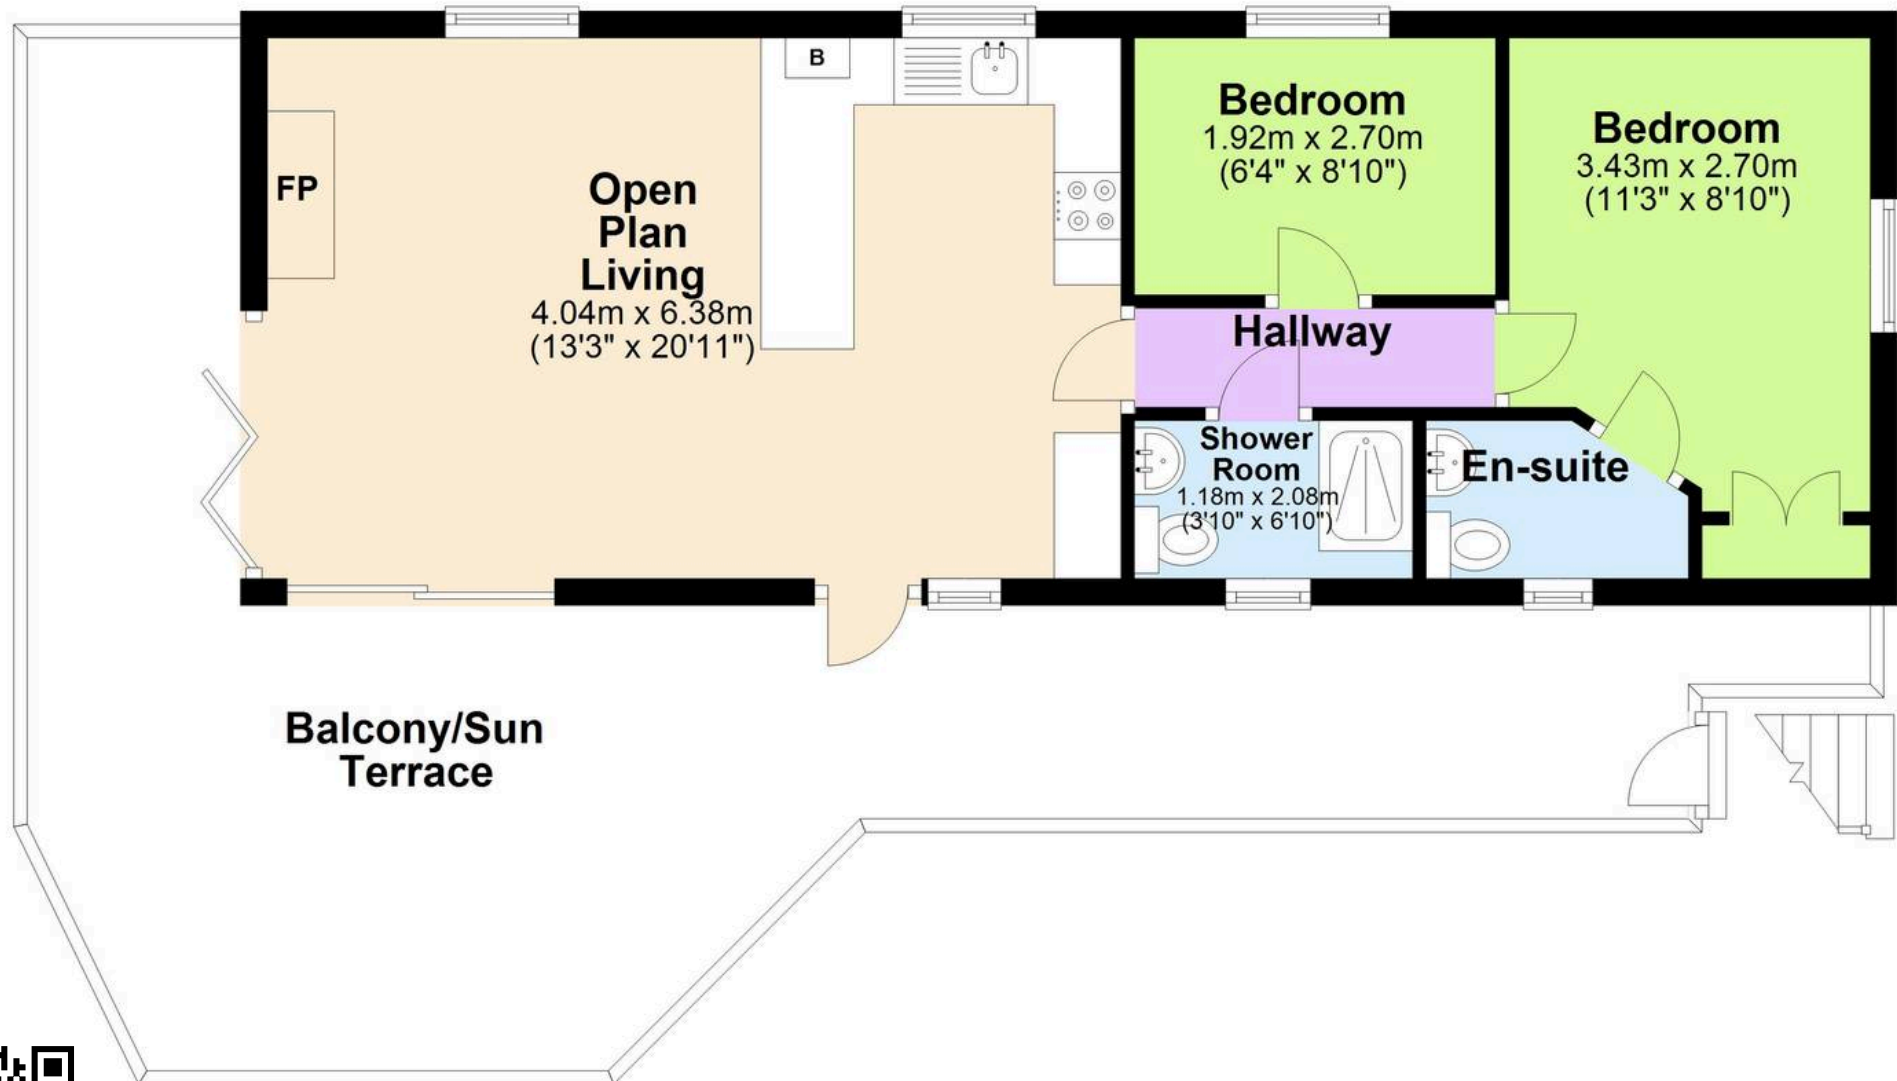 B
FP
Open
Plan
Living
4.04m x 6.38m
(13'3" x 20'11")
Bedroom
1.92m x 2.70m
(6'4" x 8'10")
Bedroom
3.43m x 2.70m
(11'3" x 8'10")
Hallway
Shower
Room
1.18m x 2.08m
(3'10" x 6'10")
En-suite
Balcony/Sun
Terrace